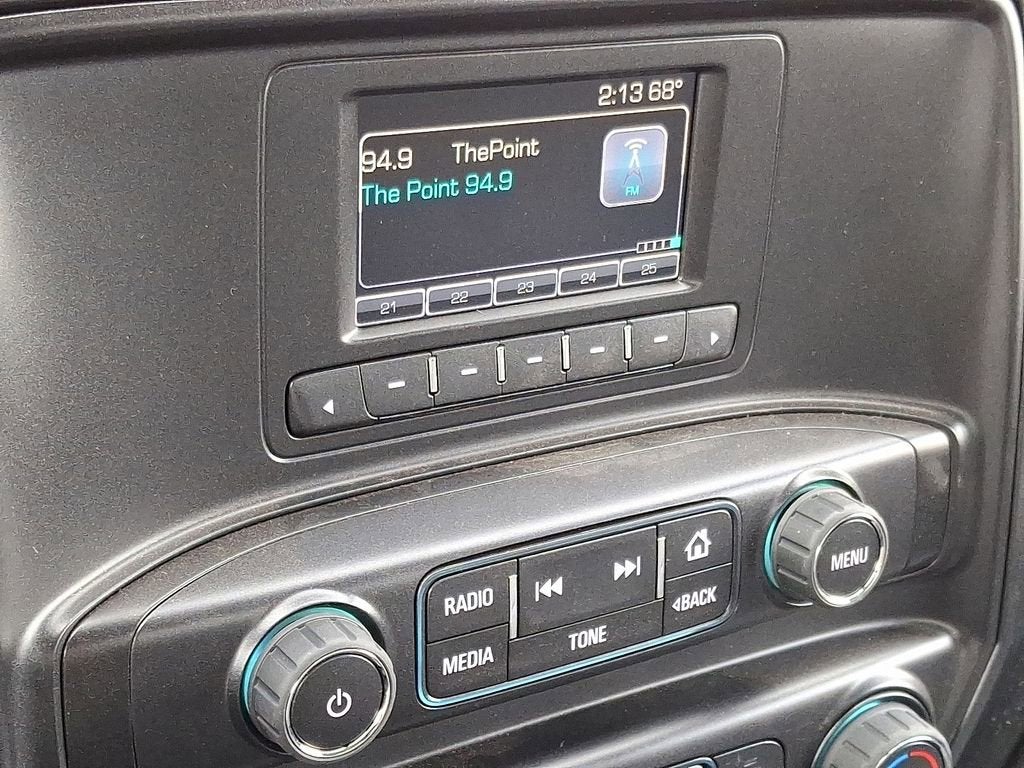 2:13 68°
94.9 ThePoint
The Point 94.9
FM
21 22 23 24 25
RADIO
MEDIA
TONE
BACK
MENU